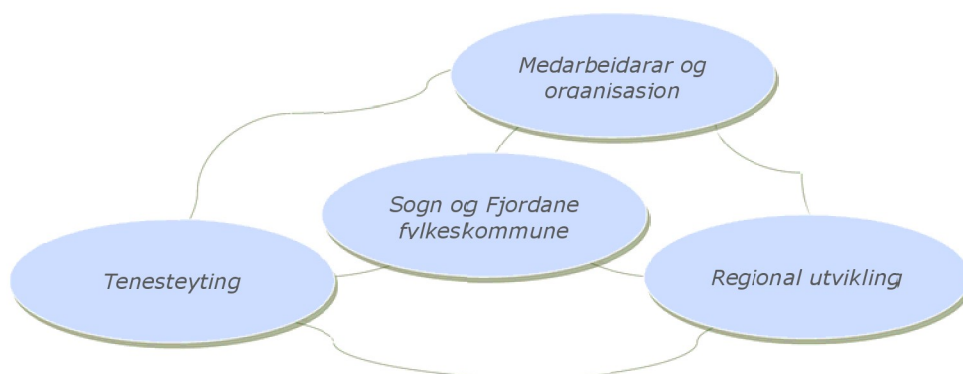 Medarbeidarar og
organisasjon
Sogn og Fjordane
fylkeskommune
Tenesteyting
Regional utvikling